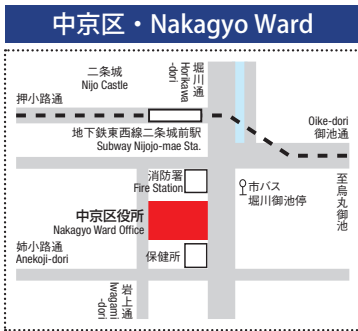 中京区・Nakagyo Ward
二条城
Nijo Castle
堀川通
Horikawa
-dori
押小路通
Oike-dori
御池通
地下鉄東西線二条城前駅
Subway Nijojo-mae Sta.
消防署
Fire Station
市バス
堀川御池停
至烏丸御池
中京区役所
Nakagyo Ward Office
姉小路通
Anekoji-dori
保健所
岩上通
Iwagami
-dori